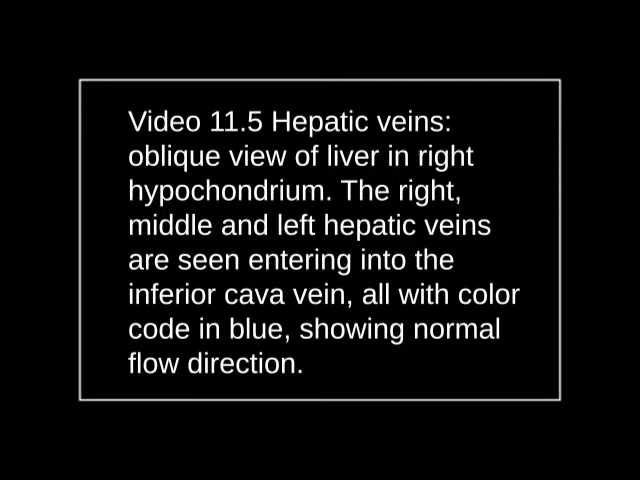 Video 11.5 Hepatic veins:
oblique view of liver in right
hypochondrium. The right,
middle and left hepatic veins
are seen entering into the
inferior cava vein, all with color
code in blue, showing normal
flow direction.